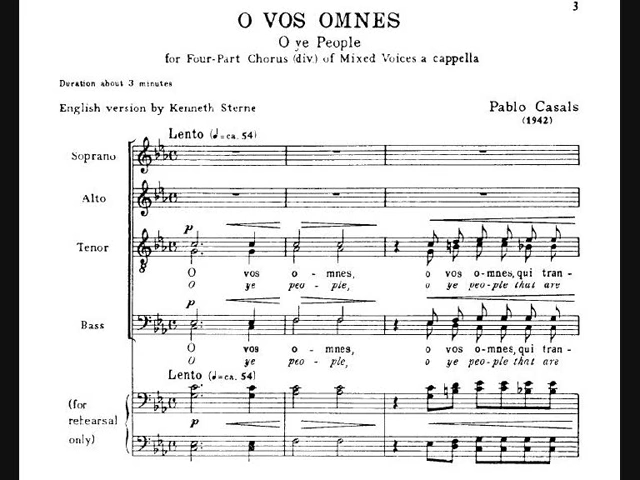 3
O VOS OMNES
O ye People
for Four-Part Chorus (div.) of Mixed Voices a cappella
Duration about 3 minutes
English version by Kenneth Sterne
Pablo Casals
(1942)
Lento (♩=ca. 54)
Soprano
Alto
p
Tenor
O vos o - mnes, o vos o-mnes, qui tran -
O ye peo - ple, o ye peo-ple that are
p
Bass
O vos o - mnes, o vos o-mnes, qui tran -
O ye peo - ple, o ye peo-ple that are
Lento (♩=ca. 54)
(for
rehearsal
only)
p